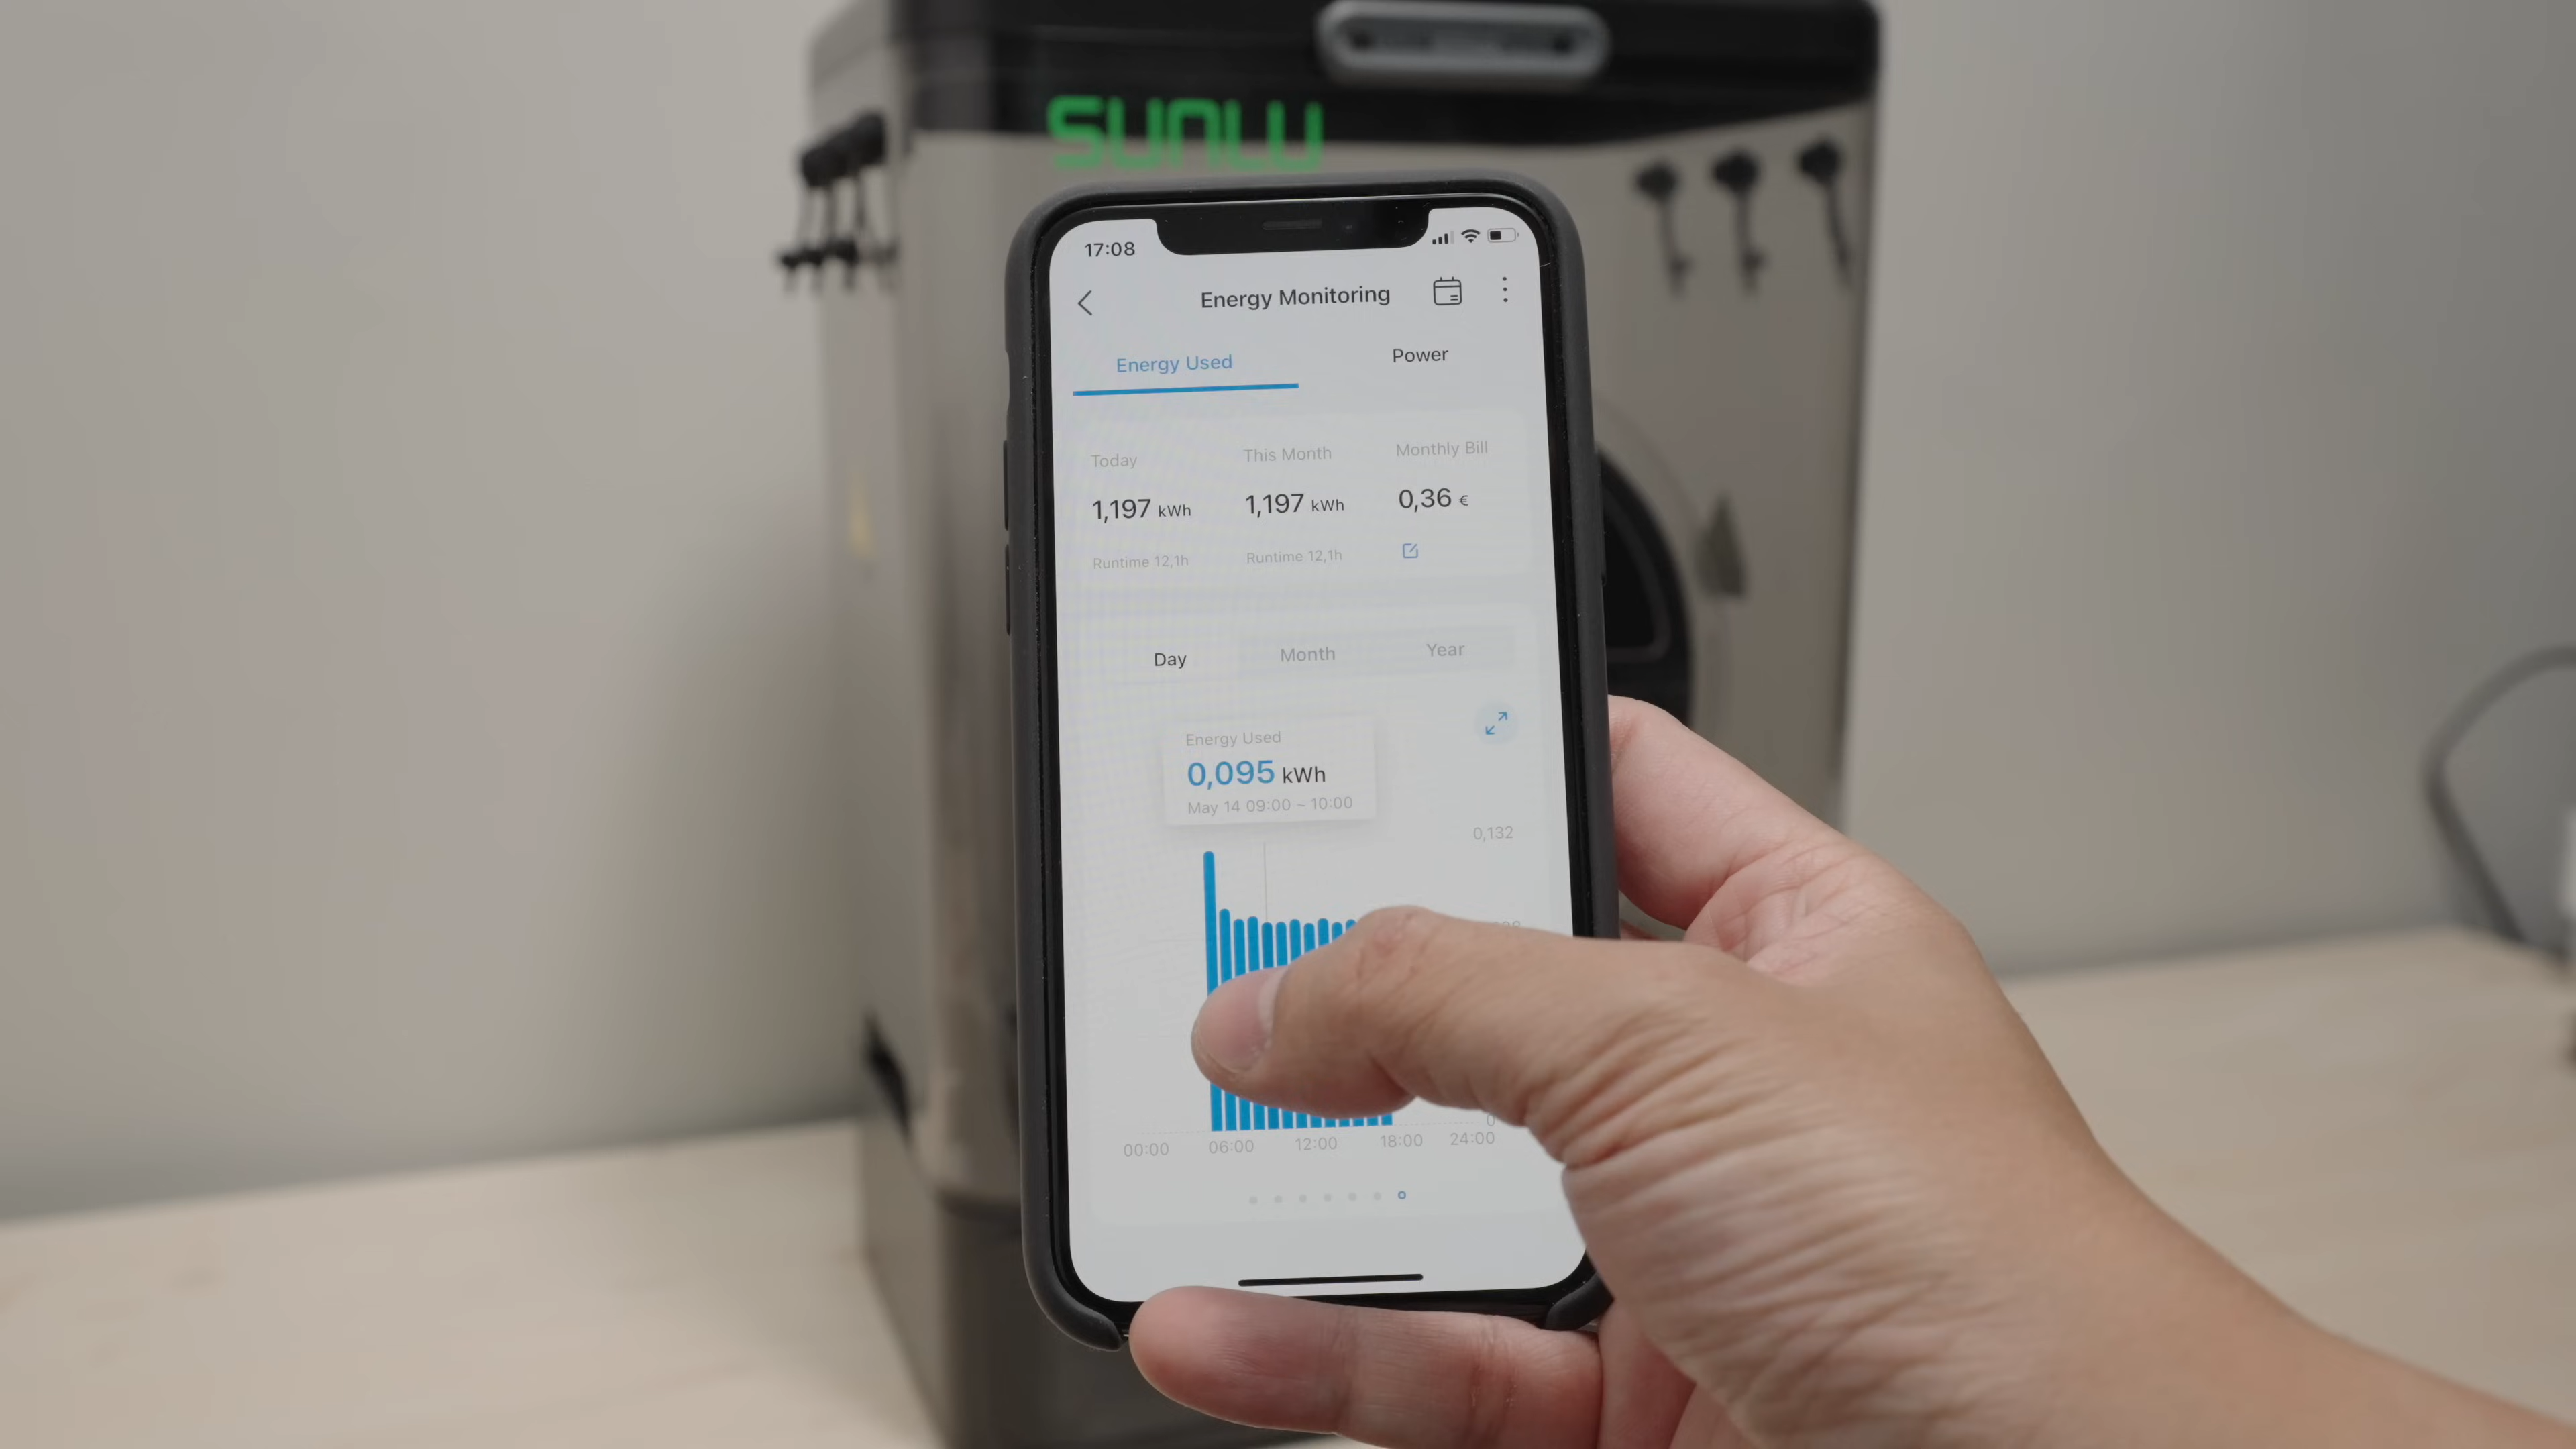 SUNLU
17:08
Energy Monitoring
Energy Used Power
Today This Month Monthly Bill
1,197 kWh 1,197 kWh 0,36 €
Runtime 12,1h Runtime 12,1h
Day Month Year
Energy Used
0,095 kWh
May 14 09:00 ~ 10:00
0,132
0
00:00 06:00 12:00 18:00 24:00